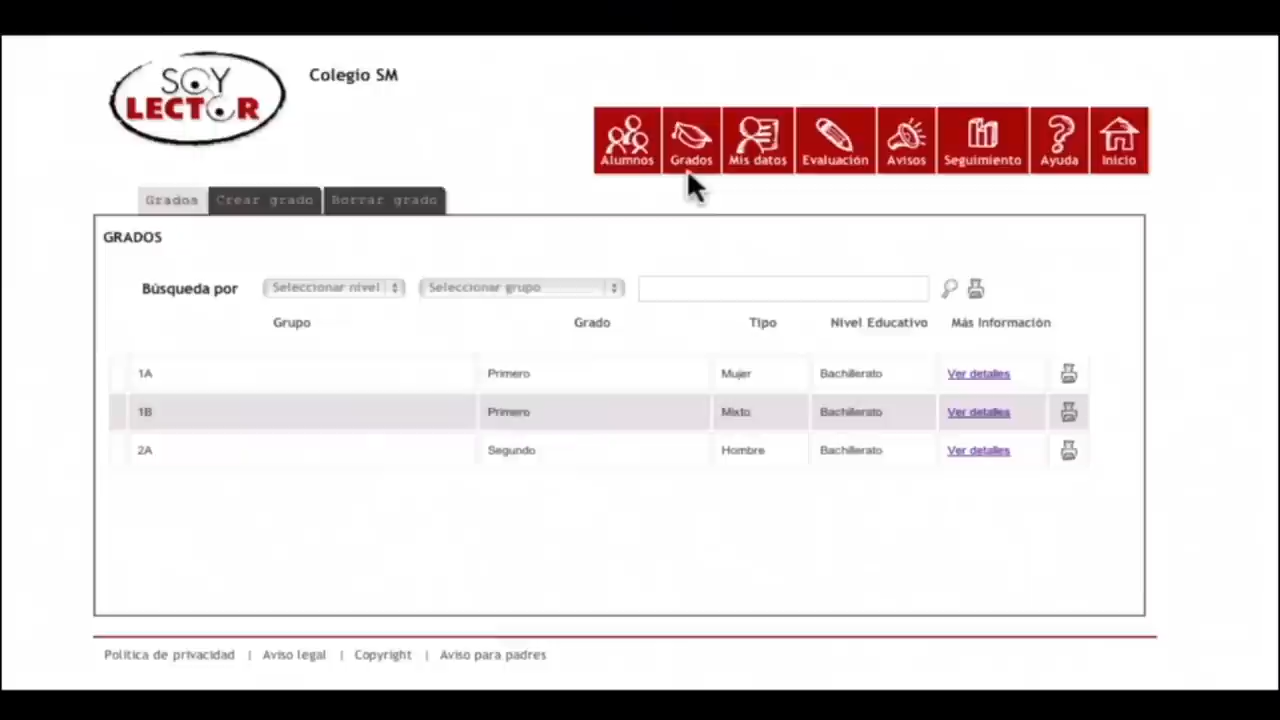 SOY
LECTOR
Colegio SM
Alumnos Grados Mis datos Evaluación Avisos Seguimiento Ayuda Inicio
Grados Crear grado Borrar grado
GRADOS
Búsqueda por Seleccionar nivel Seleccionar grupo
Grupo Grado Tipo Nivel Educativo Más Información
1A Primero Mujer Bachillerato Ver detalles
1B Primero Mixto Bachillerato Ver detalles
2A Segundo Hombre Bachillerato Ver detalles
Política de privacidad | Aviso legal | Copyright | Aviso para padres